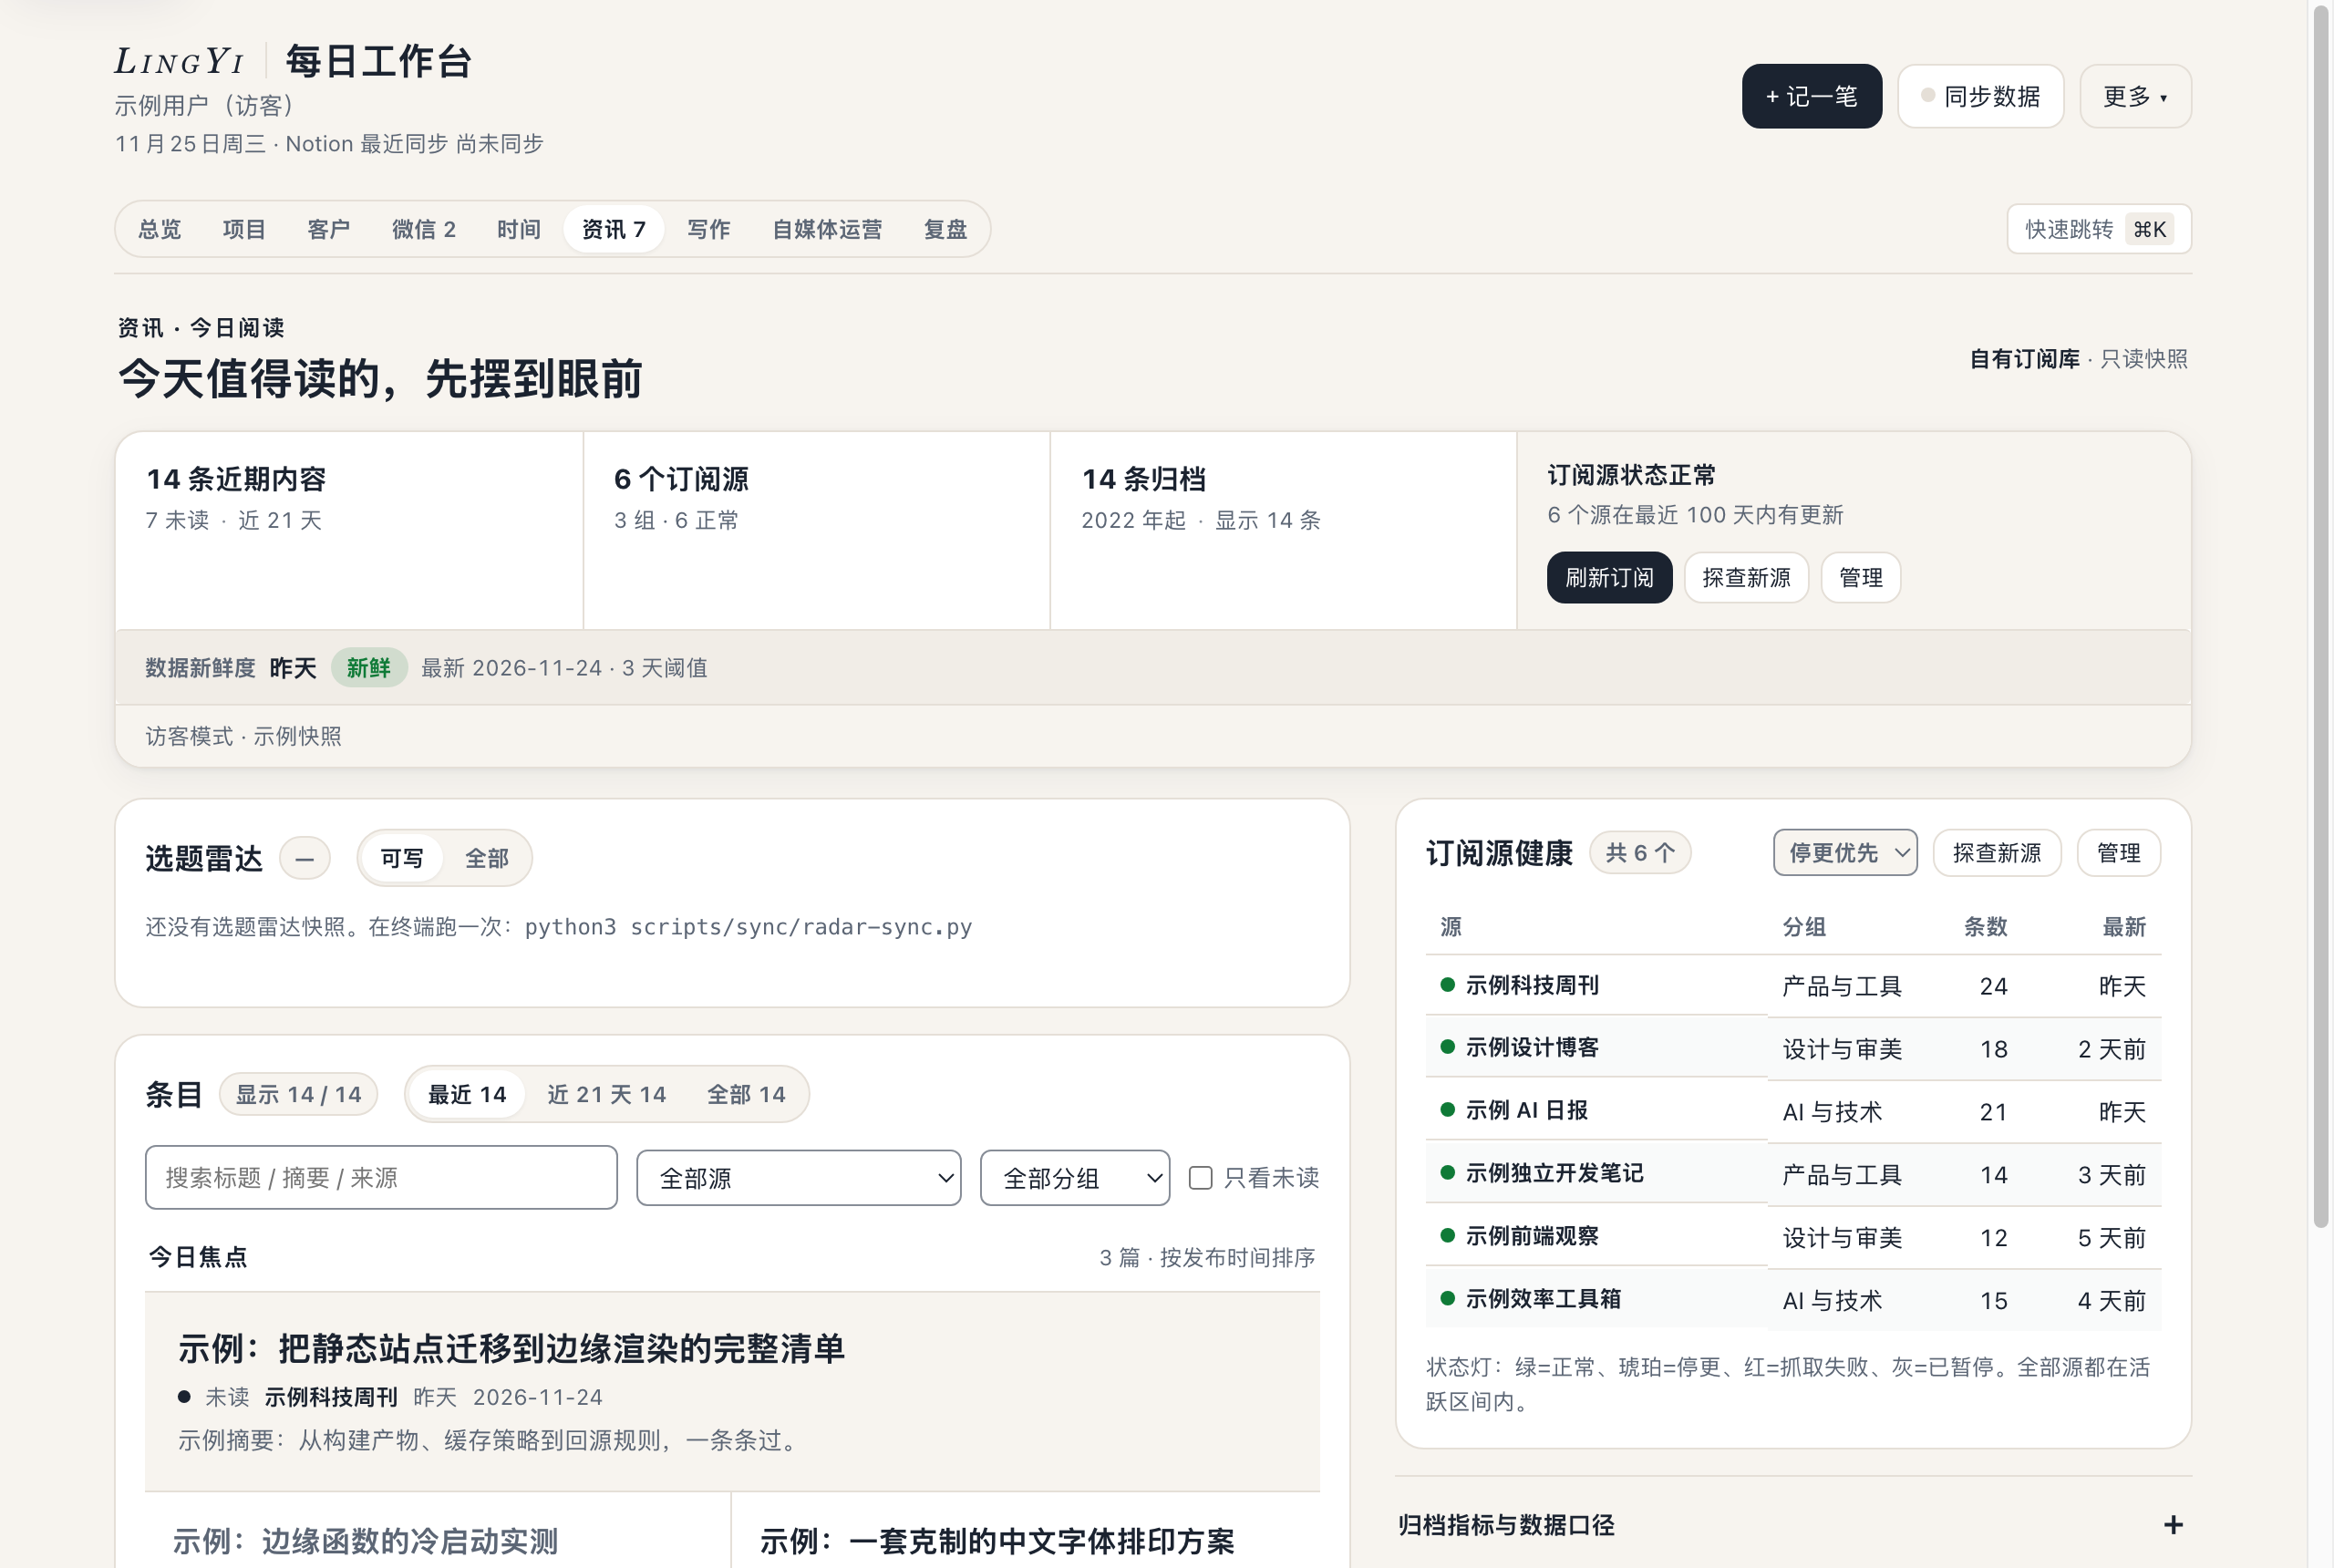 LingYi 每日工作台
示例用户（访客）
11月25日周三 · Notion 最近同步 尚未同步
+ 记一笔
同步数据
更多 ▾
总览 项目 客户 微信 2 时间 资讯 7 写作 自媒体运营 复盘
快速跳转 ⌘K
资讯 · 今日阅读
今天值得读的，先摆到眼前
自有订阅库 · 只读快照
14 条近期内容
7 未读 · 近 21 天
6 个订阅源
3 组 · 6 正常
14 条归档
2022 年起 · 显示 14 条
订阅源状态正常
6 个源在最近 100 天内有更新
刷新订阅 探查新源 管理
数据新鲜度 昨天 新鲜 最新 2026-11-24 · 3 天阈值
访客模式 · 示例快照
选题雷达 — 可写 全部
还没有选题雷达快照。在终端跑一次：python3 scripts/sync/radar-sync.py
条目 显示 14 / 14 最近 14 近 21 天 14 全部 14
搜索标题 / 摘要 / 来源 全部源 全部分组 只看未读
今日焦点 3 篇 · 按发布时间排序
示例：把静态站点迁移到边缘渲染的完整清单
未读 示例科技周刊 昨天 2026-11-24
示例摘要：从构建产物、缓存策略到回源规则，一条条过。
示例：边缘函数的冷启动实测
示例：一套克制的中文字体排印方案
订阅源健康 共 6 个 停更优先 探查新源 管理
源 分组 条数 最新
示例科技周刊 产品与工具 24 昨天
示例设计博客 设计与审美 18 2 天前
示例 AI 日报 AI 与技术 21 昨天
示例独立开发笔记 产品与工具 14 3 天前
示例前端观察 设计与审美 12 5 天前
示例效率工具箱 AI 与技术 15 4 天前
状态灯：绿=正常、琥珀=停更、红=抓取失败、灰=已暂停。全部源都在活
跃区间内。
归档指标与数据口径 +